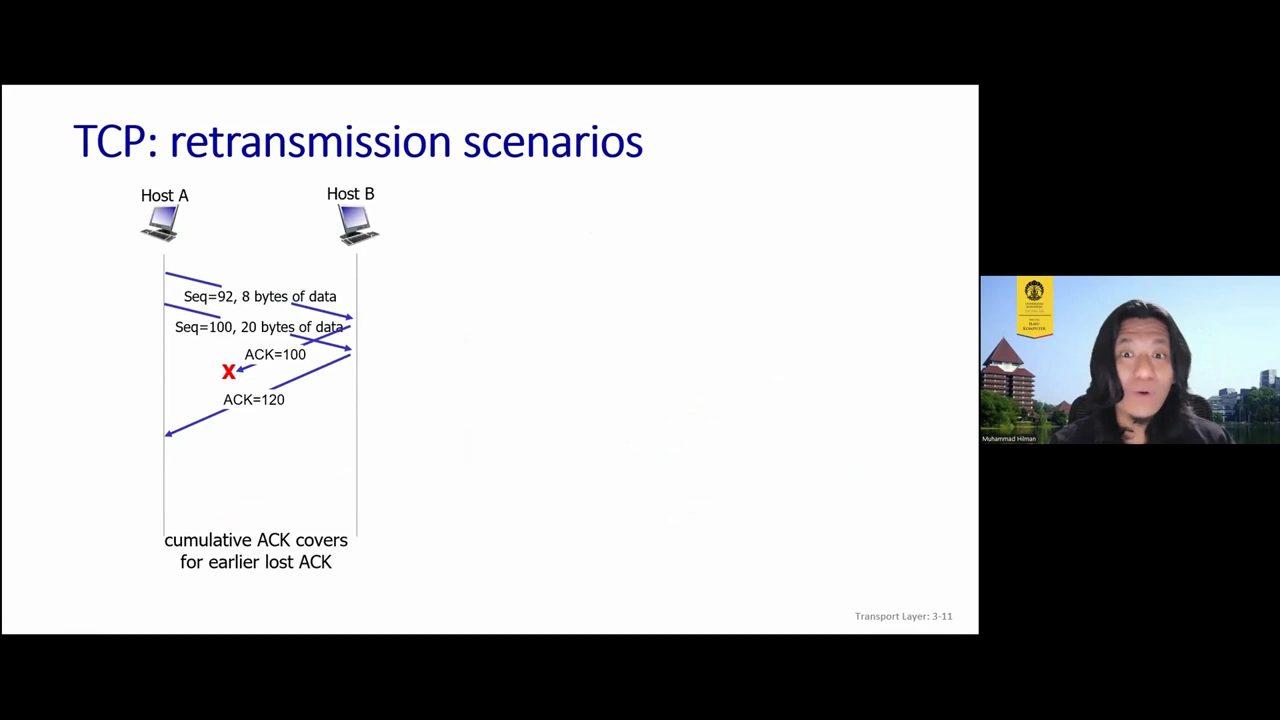 TCP: retransmission scenarios
Host A
Host B
Seq=92, 8 bytes of data
Seq=100, 20 bytes of data
ACK=100
X
ACK=120
cumulative ACK covers
for earlier lost ACK
Transport Layer: 3-11
Muhammad Hilman